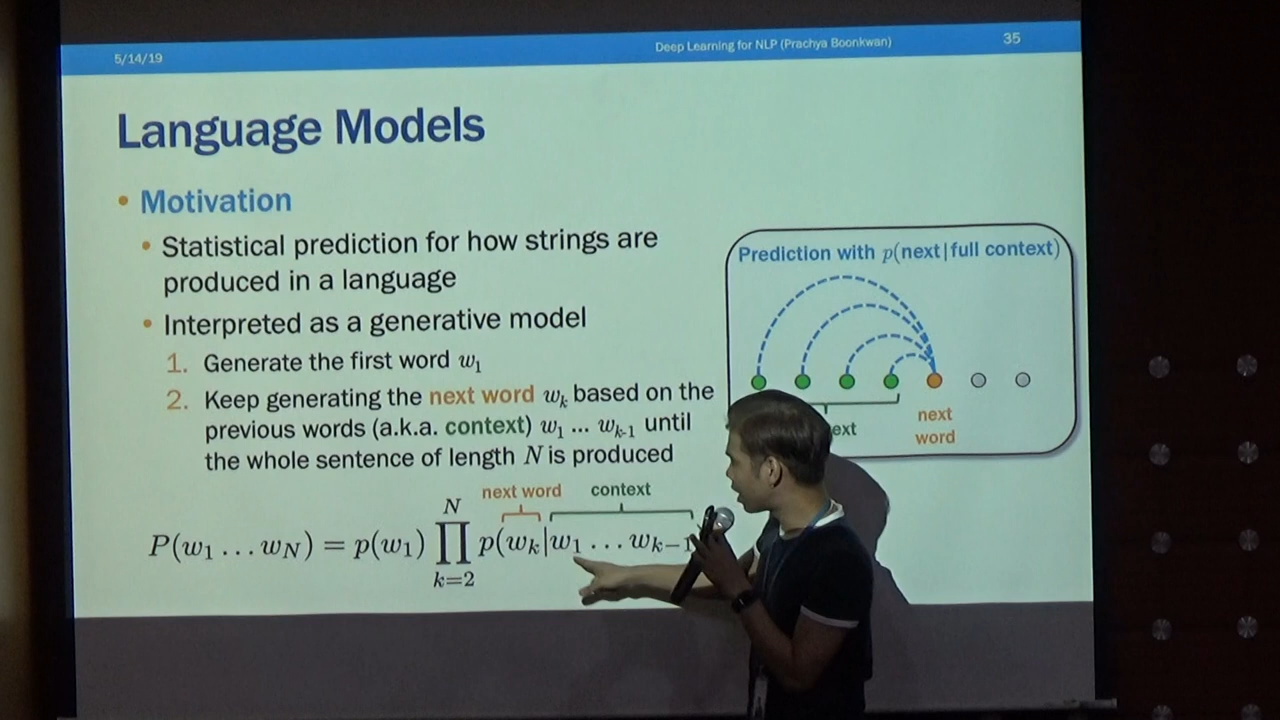 5/14/19
Deep Learning for NLP (Prachya Boonkwan)
35
Language Models
• Motivation
• Statistical prediction for how strings are
produced in a language
• Interpreted as a generative model
1. Generate the first word w₁
2. Keep generating the next word wₖ based on the
previous words (a.k.a. context) w₁ ... wₖ₋₁ until
the whole sentence of length N is produced
next word
context
P(w₁ ... w_N) = p(w₁) ∏_{k=2}^{N} p(wₖ|w₁ ... wₖ₋₁
Prediction with p(next|full context)
next
word